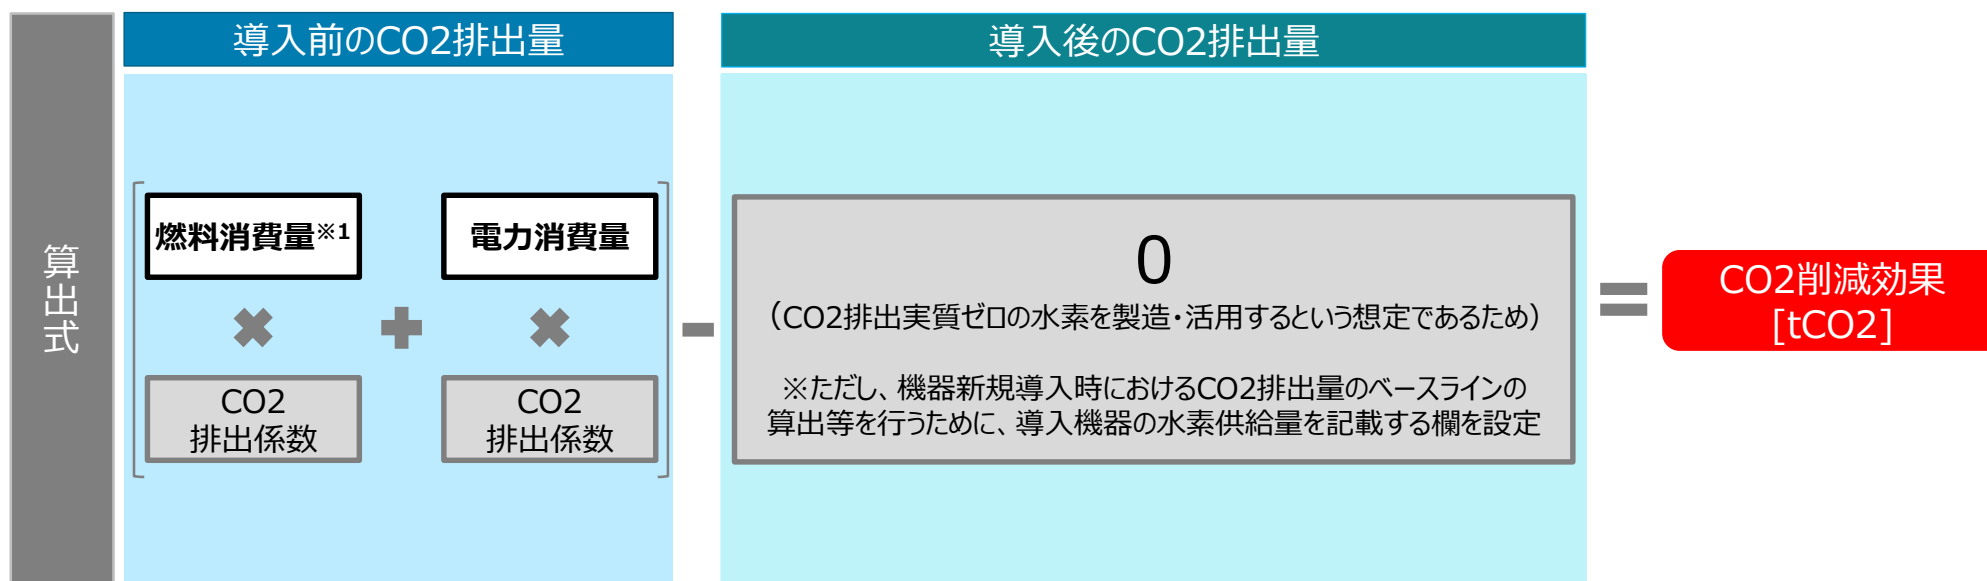 算出式
導入前のCO2排出量
燃料消費量※1
×
CO2
排出係数
+
電力消費量
×
CO2
排出係数
-
導入後のCO2排出量
0
（CO2排出実質ゼロの水素を製造・活用するという想定であるため）
※ただし、機器新規導入時におけるCO2排出量のベースラインの
算出等を行うために、導入機器の水素供給量を記載する欄を設定
=
CO2削減効果
[tCO2]